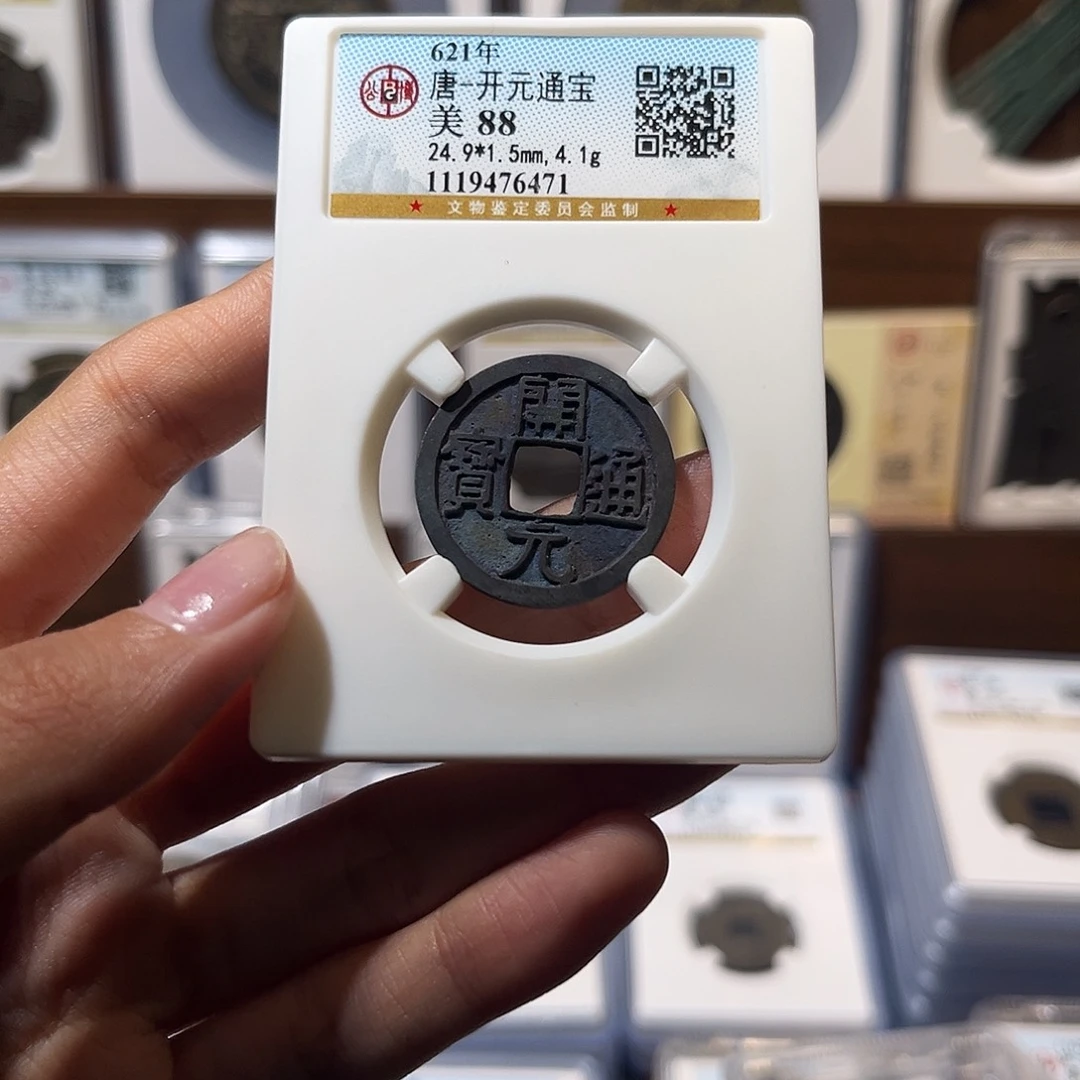 621年
唐-开元通宝
美 88
24.9*1.5mm,4.1g
1119476471
★ 文物鉴定委员会监制 ★
開
寶 通
元